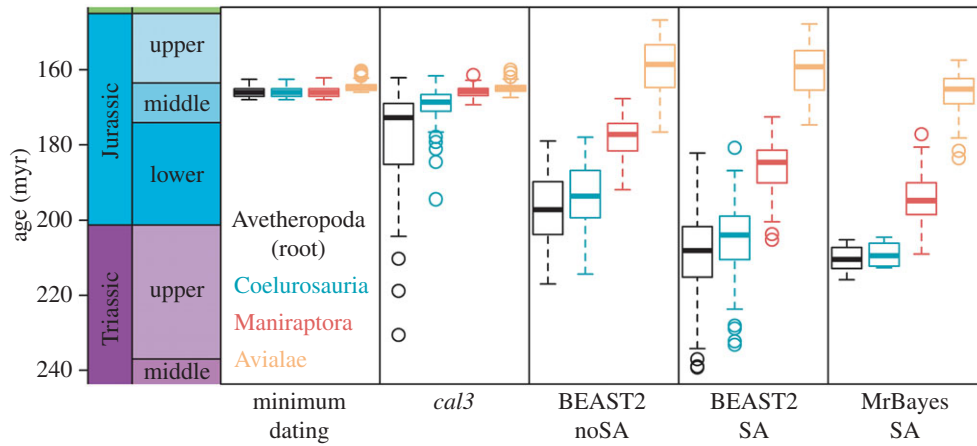 age (myr)
160
180
200
220
240
Jurassic
Triassic
upper
middle
lower
upper
middle
Avetheropoda
(root)
Coelurosauria
Maniraptora
Avialae
minimum
dating
cal3
BEAST2
noSA
BEAST2
SA
MrBayes
SA